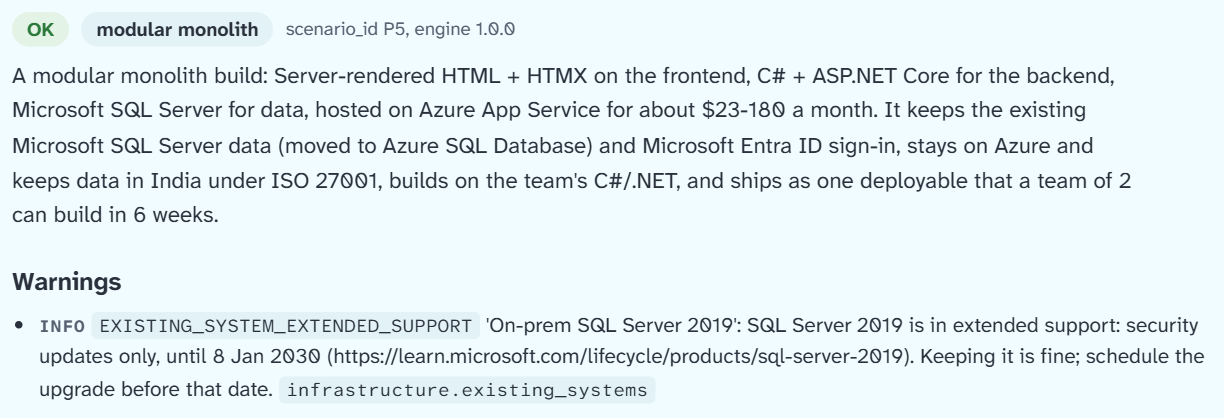 OK modular monolith scenario_id P5, engine 1.0.0
A modular monolith build: Server-rendered HTML + HTMX on the frontend, C# + ASP.NET Core for the backend,
Microsoft SQL Server for data, hosted on Azure App Service for about $23-180 a month. It keeps the existing
Microsoft SQL Server data (moved to Azure SQL Database) and Microsoft Entra ID sign-in, stays on Azure and
keeps data in India under ISO 27001, builds on the team's C#/.NET, and ships as one deployable that a team of 2
can build in 6 weeks.
Warnings
• INFO EXISTING_SYSTEM_EXTENDED_SUPPORT 'On-prem SQL Server 2019': SQL Server 2019 is in extended support: security
updates only, until 8 Jan 2030 (https://learn.microsoft.com/lifecycle/products/sql-server-2019). Keeping it is fine; schedule the
upgrade before that date. infrastructure.existing_systems